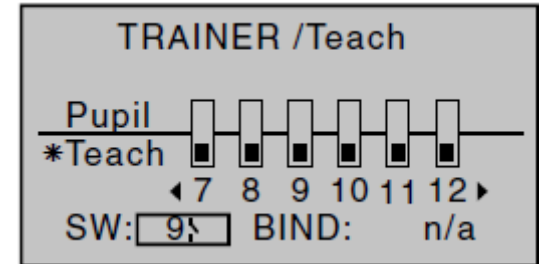 TRAINER /Teach
Pupil
*Teach
◂7 8 9 10 11 12▸
SW: 9 BIND: n/a